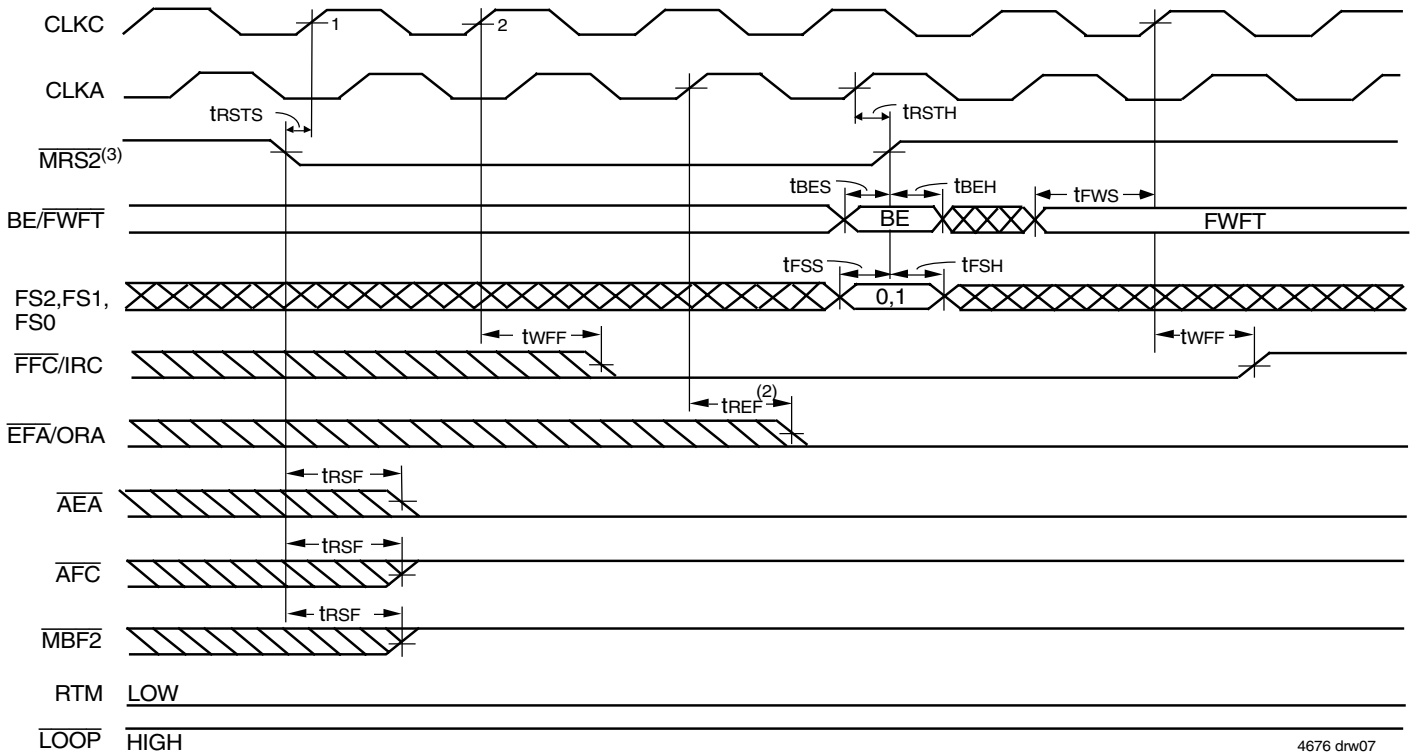 CLKC 1 2
CLKA
tRSTS tRSTH
MRS2(3)
tBES tBEH tFWS
BE/FWFT BE FWFT
tFSS tFSH
FS2,FS1, 0,1
FS0
tWFF tWFF
FFC/IRC
tREF(2)
EFA/ORA
tRSF
AEA
tRSF
AFC
tRSF
MBF2
RTM LOW
LOOP HIGH
4676 drw07